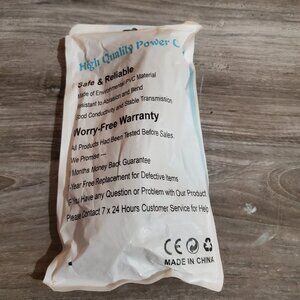 High Quality Power C
Safe & Reliable
Made of Environmental PVC Material
Resistant to Ablation and Bend
Good Conductivity and Stable Transmission
Worry-Free Warranty
All Products Had Been Tested Before Sales.
We Promise —
Months Money Back Guarantee
-Year Free Replacement for Defective Items
If You Have any Question or Problem with Our Product
Please Contact 7 x 24 Hours Customer Service for Help
CE
MADE IN CHINA